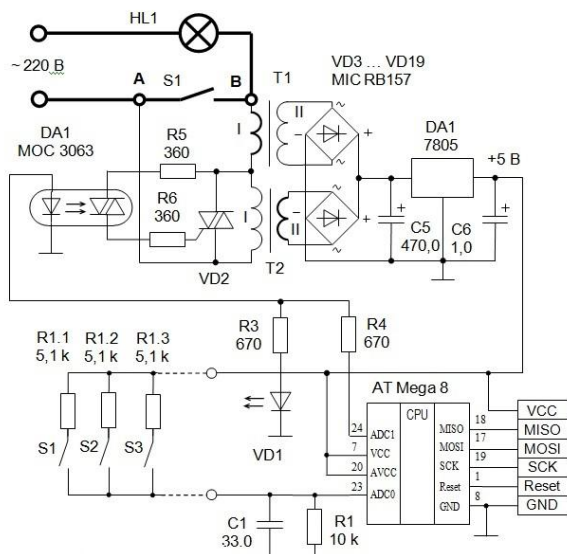 HL1
~ 220 В
A
S1
B
T1
VD3 ... VD19
MIC RB157
DA1
MOC 3063
R5
360
I
II
~
−
+
~
DA1
7805
+5 В
R6
360
I
II
~
−
+
~
C5
470,0
+
C6
1,0
+
VD2
T2
R3
670
R4
670
R1.1
5,1 k
R1.2
5,1 k
R1.3
5,1 k
AT Mega 8
CPU
S1
S2
S3
VD1
24 ADC1
7 VCC
20 AVCC
23 ADC0
MISO 18
MOSI 17
SCK 19
Reset 1
GND 8
VCC
MISO
MOSI
SCK
Reset
GND
C1
33.0
R1
10 k